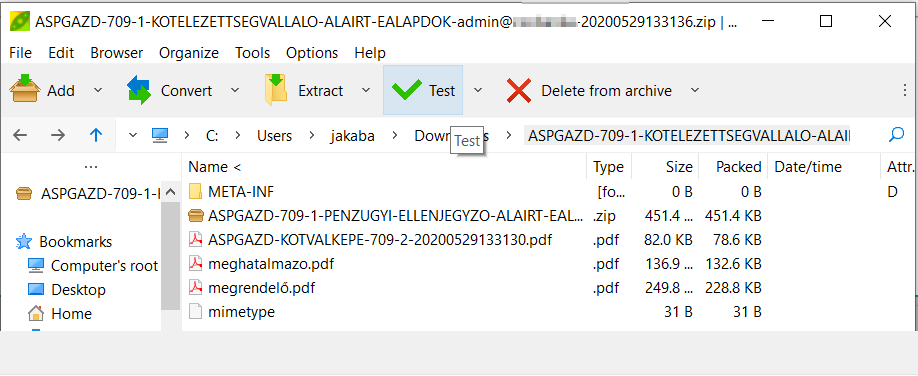 ASPGAZD-709-1-KOTELEZETTSEGVALLALO-ALAIRT-EALAPDOK-admin@ -20200529133136.zip | ...
File Edit Browser Organize Tools Options Help
Add Convert Extract Test Delete from archive
C: Users jakaba Down s ASPGAZD-709-1-KOTELEZETTSEGVALLALO-ALAI
Test
... Name < Type Size Packed Date/time Attr.
ASPGAZD-709-1-K META-INF [fo... 0 B 0 B D
ASPGAZD-709-1-PENZUGYI-ELLENJEGYZO-ALAIRT-EAL... .zip 451.4 ... 451.4 KB
Bookmarks ASPGAZD-KOTVALKEPE-709-2-20200529133130.pdf .pdf 82.0 KB 78.6 KB
Computer's root meghatalmazo.pdf .pdf 136.9 ... 132.6 KB
Desktop megrendelő.pdf .pdf 249.8 ... 228.8 KB
Home mimetype 31 B 31 B